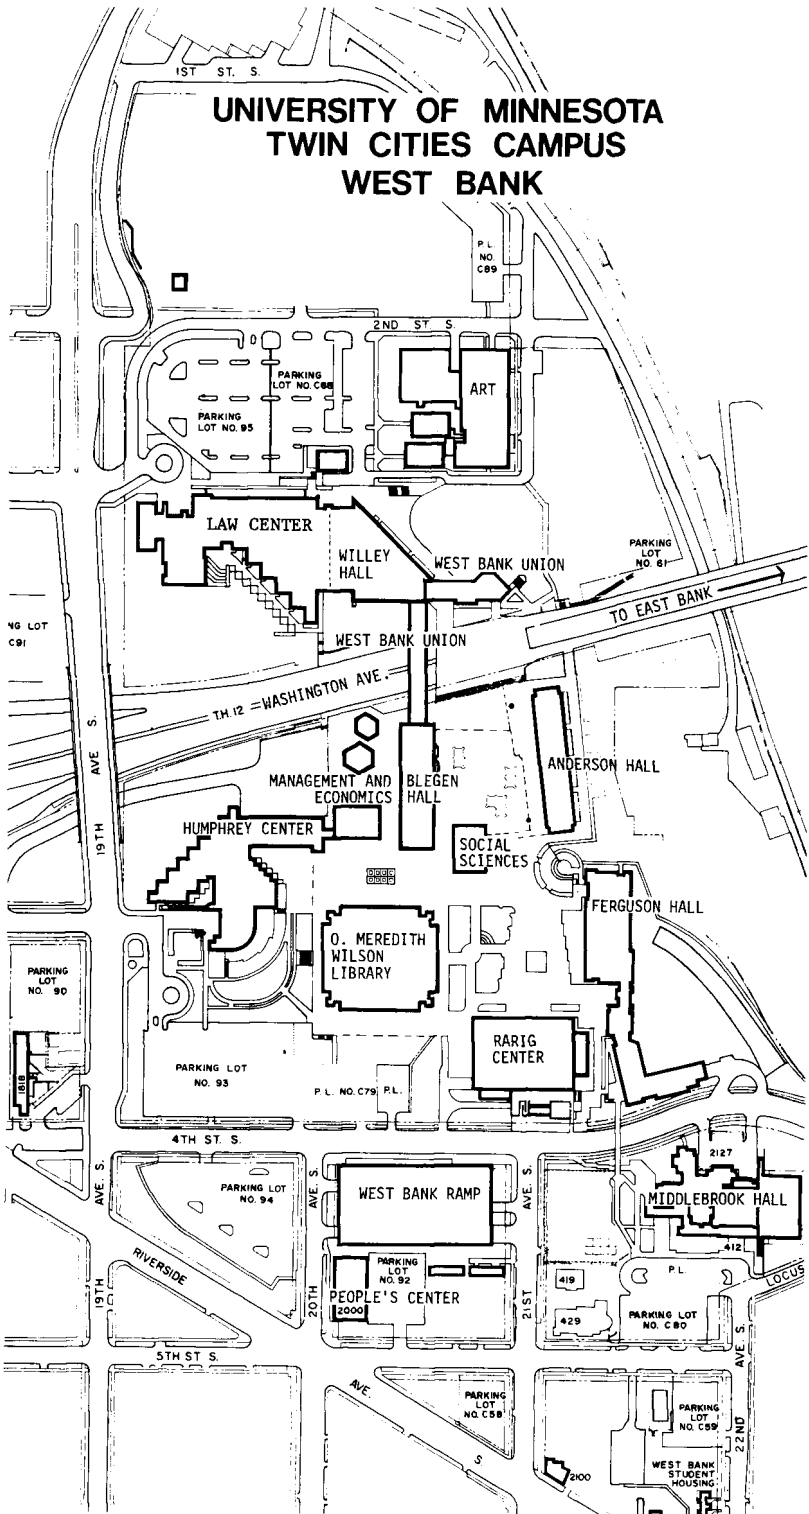 1ST ST. S.
UNIVERSITY OF MINNESOTA
TWIN CITIES CAMPUS
WEST BANK
P.L.
NO.
C89
2ND ST. S.
PARKING
LOT NO. C88
ART
PARKING
LOT NO. 95
LAW CENTER
WILLEY
HALL
WEST BANK UNION
PARKING
LOT
NO. 81
TO EAST BANK
NG LOT
C91
WEST BANK UNION
T.H. 12 = WASHINGTON AVE.
19TH AVE S.
ANDERSON HALL
MANAGEMENT AND
ECONOMICS
BLEGEN
HALL
HUMPHREY CENTER
SOCIAL
SCIENCES
FERGUSON HALL
O. MEREDITH
WILSON
LIBRARY
PARKING
LOT
NO. 90
RARIG
CENTER
1818
PARKING LOT
NO. 93
P.L. NO. C79
P.L.
4TH ST. S.
2127
PARKING LOT
NO. 94
WEST BANK RAMP
MIDDLEBROOK HALL
19TH AVE. S.
20TH AVE. S.
21ST AVE. S.
412
RIVERSIDE
PARKING
LOT
NO. 92
P.L.
LOCUS
419
PEOPLE'S CENTER
2000
429
PARKING LOT
NO. C80
5TH ST S.
22ND AVE. S.
AVE.
S
PARKING
LOT
NO. C58
PARKING
LOT
NO. C59
2100
WEST BANK
STUDENT
HOUSING